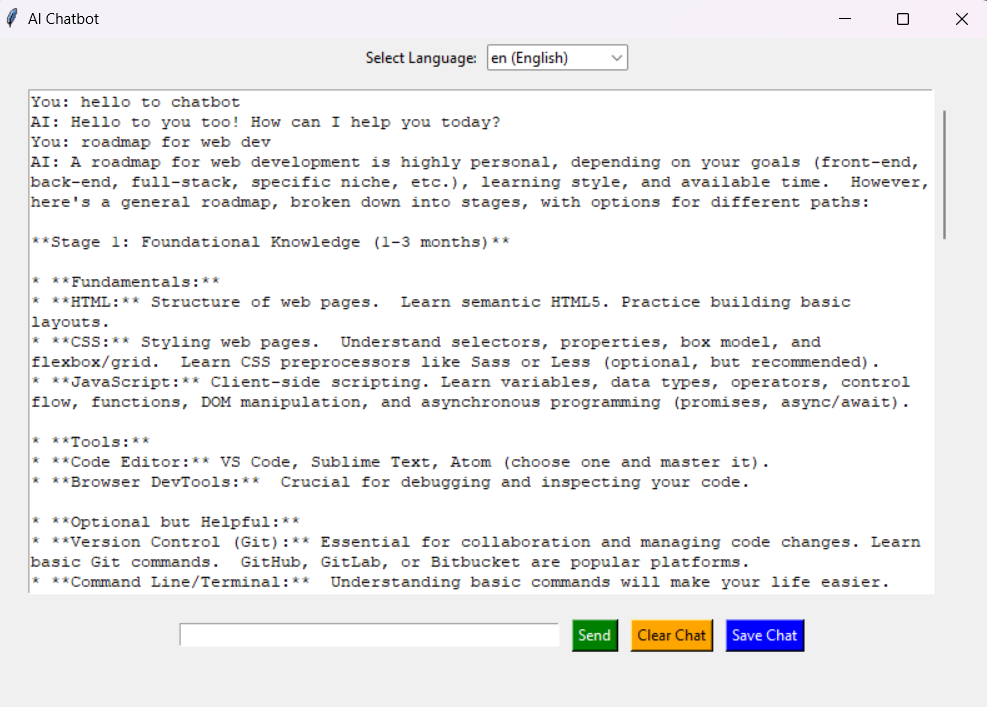 AI Chatbot
Select Language: en (English)
You: hello to chatbot
AI: Hello to you too! How can I help you today?
You: roadmap for web dev
AI: A roadmap for web development is highly personal, depending on your goals (front-end,
back-end, full-stack, specific niche, etc.), learning style, and available time.  However,
here's a general roadmap, broken down into stages, with options for different paths:

**Stage 1: Foundational Knowledge (1-3 months)**

* **Fundamentals:**
* **HTML:** Structure of web pages.  Learn semantic HTML5. Practice building basic
layouts.
* **CSS:** Styling web pages.  Understand selectors, properties, box model, and
flexbox/grid.  Learn CSS preprocessors like Sass or Less (optional, but recommended).
* **JavaScript:** Client-side scripting. Learn variables, data types, operators, control
flow, functions, DOM manipulation, and asynchronous programming (promises, async/await).

* **Tools:**
* **Code Editor:** VS Code, Sublime Text, Atom (choose one and master it).
* **Browser DevTools:**  Crucial for debugging and inspecting your code.

* **Optional but Helpful:**
* **Version Control (Git):** Essential for collaboration and managing code changes. Learn
basic Git commands.  GitHub, GitLab, or Bitbucket are popular platforms.
* **Command Line/Terminal:**  Understanding basic commands will make your life easier.
Send Clear Chat Save Chat